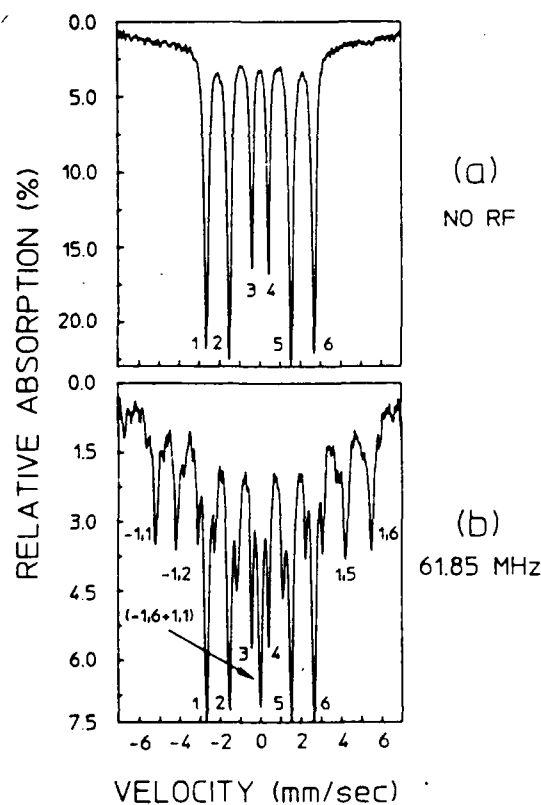 0.0
5.0
10.0
15.0
20.0
1 2 3 4 5 6
(a)
NO RF
RELATIVE ABSORPTION (%)
0.0
1.5
3.0
4.5
6.0
7.5
-1,1
-1,2
(-1,6+1,1)
1 2 3 4 5 6
1,5
1,6
(b)
61.85 MHz
-6 -4 -2 0 2 4 6
VELOCITY (mm/sec)